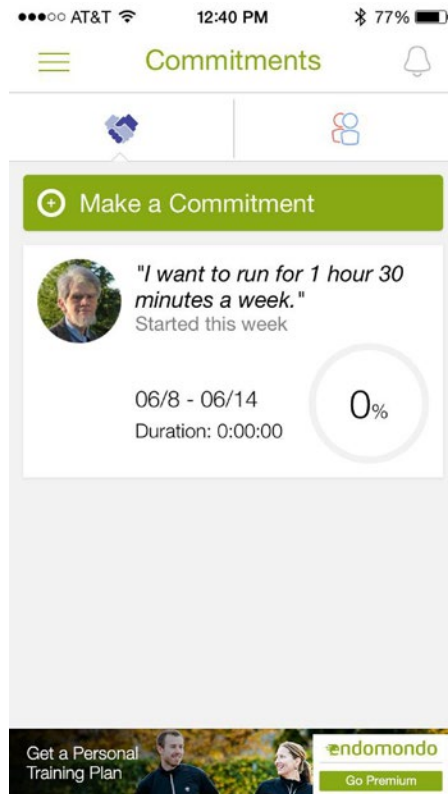 AT&T 12:40 PM 77%
Commitments
Make a Commitment
"I want to run for 1 hour 30
minutes a week."
Started this week
06/8 - 06/14
Duration: 0:00:00
0%
Get a Personal
Training Plan
endomondo
Go Premium